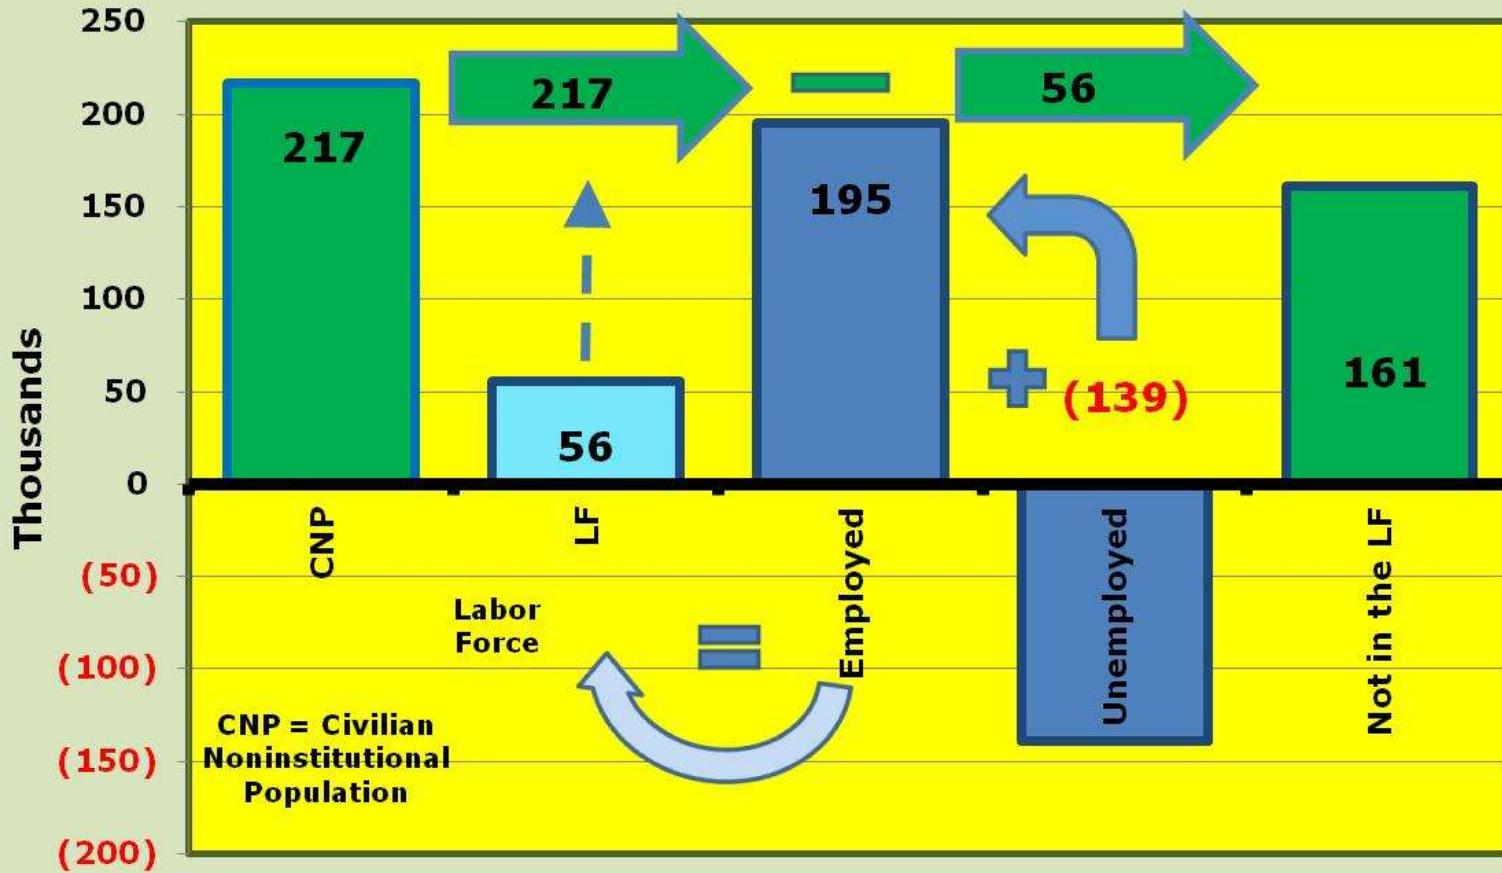 250
200
150
100
50
0
(50)
(100)
(150)
(200)
Thousands
217
217
56
195
56
(139)
161
CNP
LF
Employed
Unemployed
Not in the LF
Labor
Force
CNP = Civilian
Noninstitutional
Population